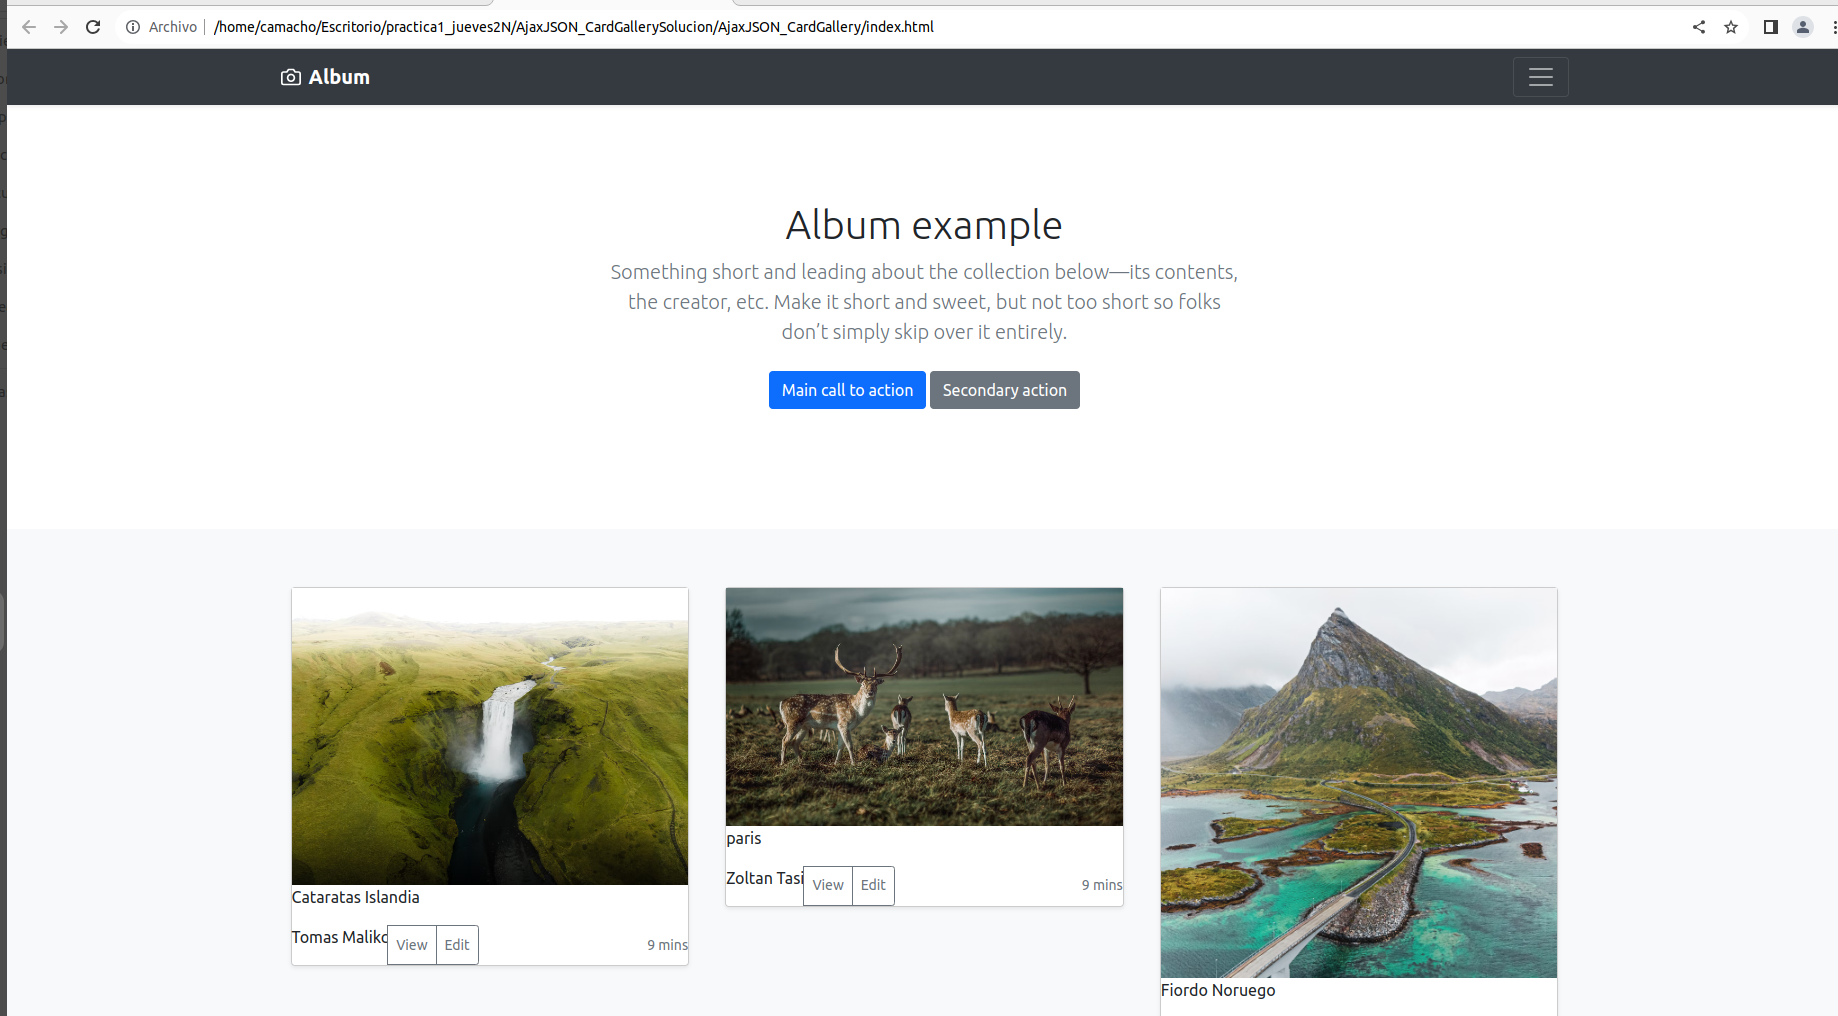 Archivo /home/camacho/Escritorio/practica1_jueves2N/AjaxJSON_CardGallerySolucion/AjaxJSON_CardGallery/index.html
Album
Album example
Something short and leading about the collection below—its contents,
the creator, etc. Make it short and sweet, but not too short so folks
don’t simply skip over it entirely.
Main call to action Secondary action
Cataratas Islandia
Tomas Malik View Edit 9 mins
paris
Zoltan Tasi View Edit 9 mins
Fiordo Noruego